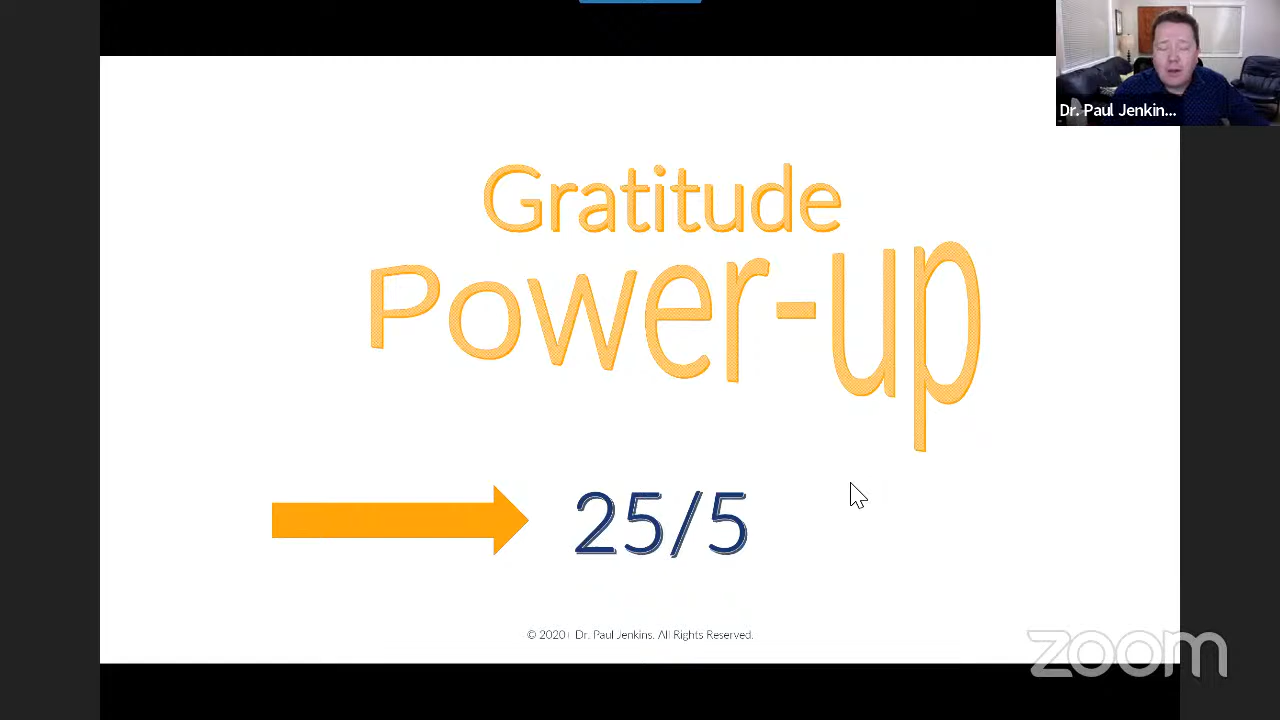 Dr. Paul Jenkin...
Gratitude
Power-up
25/5
© 2020+ Dr. Paul Jenkins. All Rights Reserved.
zoom